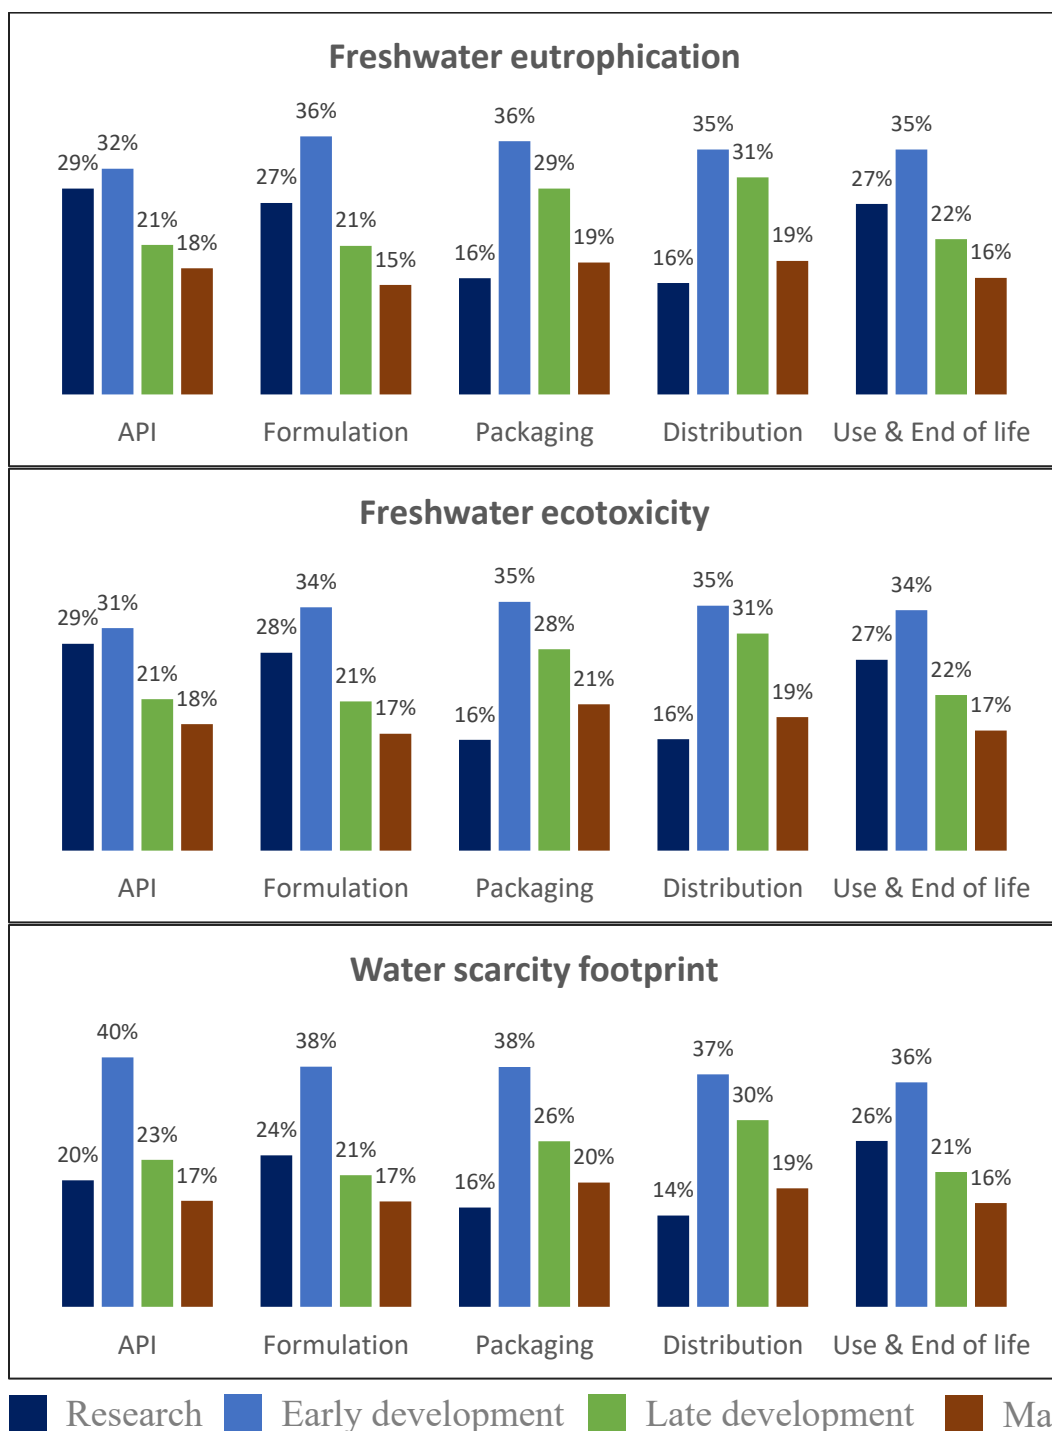 Freshwater eutrophication
29% 32% 21% 18% 27% 36% 21% 15% 16% 36% 29% 19% 16% 35% 31% 19% 27% 35% 22% 16%
API Formulation Packaging Distribution Use & End of life
Freshwater ecotoxicity
29% 31% 21% 18% 28% 34% 21% 17% 16% 35% 28% 21% 16% 35% 31% 19% 27% 34% 22% 17%
API Formulation Packaging Distribution Use & End of life
Water scarcity footprint
20% 40% 23% 17% 24% 38% 21% 17% 16% 38% 26% 20% 14% 37% 30% 19% 26% 36% 21% 16%
API Formulation Packaging Distribution Use & End of life
Research Early development Late development Ma